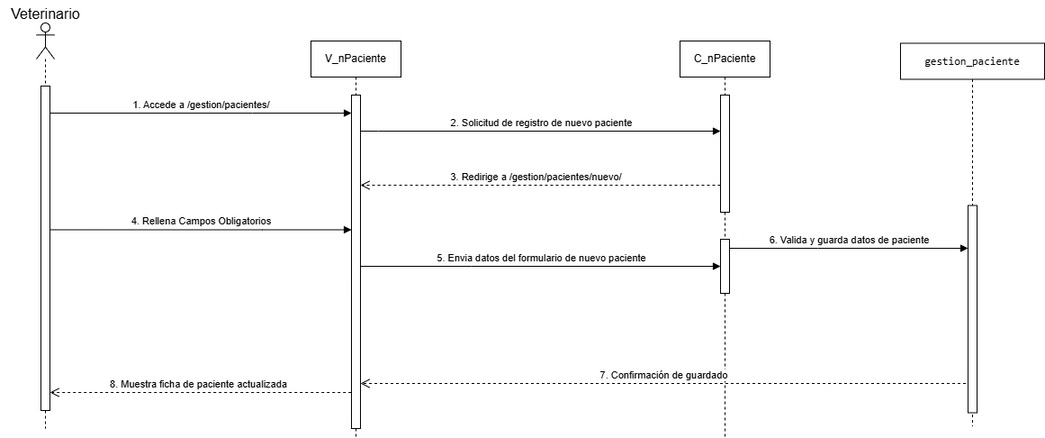 Veterinario
V_nPaciente
C_nPaciente
gestion_paciente
1. Accede a /gestion/pacientes/
2. Solicitud de registro de nuevo paciente
3. Redirige a /gestion/pacientes/nuevo/
4. Rellena Campos Obligatorios
6. Valida y guarda datos de paciente
5. Envia datos del formulario de nuevo paciente
7. Confirmación de guardado
8. Muestra ficha de paciente actualizada